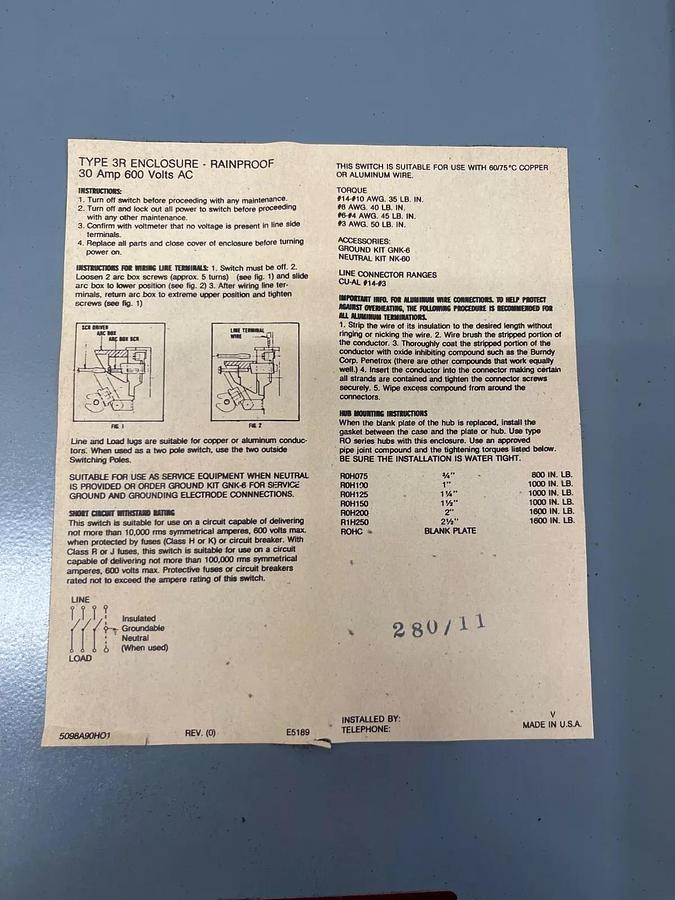 TYPE 3R ENCLOSURE - RAINPROOF
30 Amp 600 Volts AC
INSTRUCTIONS:
1. Turn off switch before proceeding with any maintenance.
2. Turn off and lock out all power to switch before proceeding
with any other maintenance.
3. Confirm with voltmeter that no voltage is present in line side
terminals.
4. Replace all parts and close cover of enclosure before turning
power on.
INSTRUCTIONS FOR WIRING LINE TERMINALS: 1. Switch must be off. 2.
Loosen 2 arc box screws (approx. 5 turns) (see fig. 1) and slide
arc box to lower position (see fig. 2) 3. After wiring line ter-
minals, return arc box to extreme upper position and tighten
screws (see fig. 1)
SCR DRIVER
ARC BOX
ARC BOX SCR
FIG 1
LINE TERMINAL
WIRE
FIG 2
Line and Load lugs are suitable for copper or aluminum conduc-
tors. When used as a two pole switch, use the two outside
Switching Poles.
SUITABLE FOR USE AS SERVICE EQUIPMENT WHEN NEUTRAL
IS PROVIDED OR ORDER GROUND KIT GNK-6 FOR SERVICE
GROUND AND GROUNDING ELECTRODE CONNNECTIONS.
SHORT CIRCUIT WITHSTAND RATING
This switch is suitable for use on a circuit capable of delivering
not more than 10,000 rms symmetrical amperes, 600 volts max.
when protected by fuses (Class H or K) or circuit breaker. With
Class R or J fuses, this switch is suitable for use on a circuit
capable of delivering not more than 100,000 rms symmetrical
amperes, 600 volts max. Protective fuses or circuit breakers
rated not to exceed the ampere rating of this switch.
LINE
Insulated
Groundable
Neutral
(When used)
LOAD
5098A90HO1 REV. (0) E5189
THIS SWITCH IS SUITABLE FOR USE WITH 60/75°C COPPER
OR ALUMINUM WIRE.
TORQUE
#14-#10 AWG. 35 LB. IN.
#8 AWG. 40 LB. IN.
#6-#4 AWG. 45 LB. IN.
#3 AWG. 50 LB. IN.
ACCESSORIES:
GROUND KIT GNK-6
NEUTRAL KIT NK-60
LINE CONNECTOR RANGES
CU-AL #14-#3
IMPORTANT INFO. FOR ALUMINUM WIRE CONNECTIONS. TO HELP PROTECT
AGAINST OVERHEATING, THE FOLLOWING PROCEDURE IS RECOMMENDED FOR
ALL ALUMINUM TERMINATIONS.
1. Strip the wire of its insulation to the desired length without
ringing or nicking the wire. 2. Wire brush the stripped portion of
the conductor. 3. Thoroughly coat the stripped portion of the
conductor with oxide inhibiting compound such as the Burndy
Corp. Penetrox (there are other compounds that work equally
well.) 4. Insert the conductor into the connector making certain
all strands are contained and tighten the connector screws
securely. 5. Wipe excess compound from around the
connectors.
HUB MOUNTING INSTRUCTIONS
When the blank plate of the hub is replaced, install the
gasket between the case and the plate or hub. Use type
RO series hubs with this enclosure. Use an approved
pipe joint compound and the tightening torques listed below.
BE SURE THE INSTALLATION IS WATER TIGHT.
R0H075 ¾" 800 IN. LB.
R0H100 1" 1000 IN. LB.
R0H125 1¼" 1000 IN. LB.
R0H150 1½" 1000 IN. LB.
R0H200 2" 1600 IN. LB.
R1H250 2½" 1600 IN. LB.
ROHC BLANK PLATE
280/11
INSTALLED BY:
TELEPHONE:
V
MADE IN U.S.A.